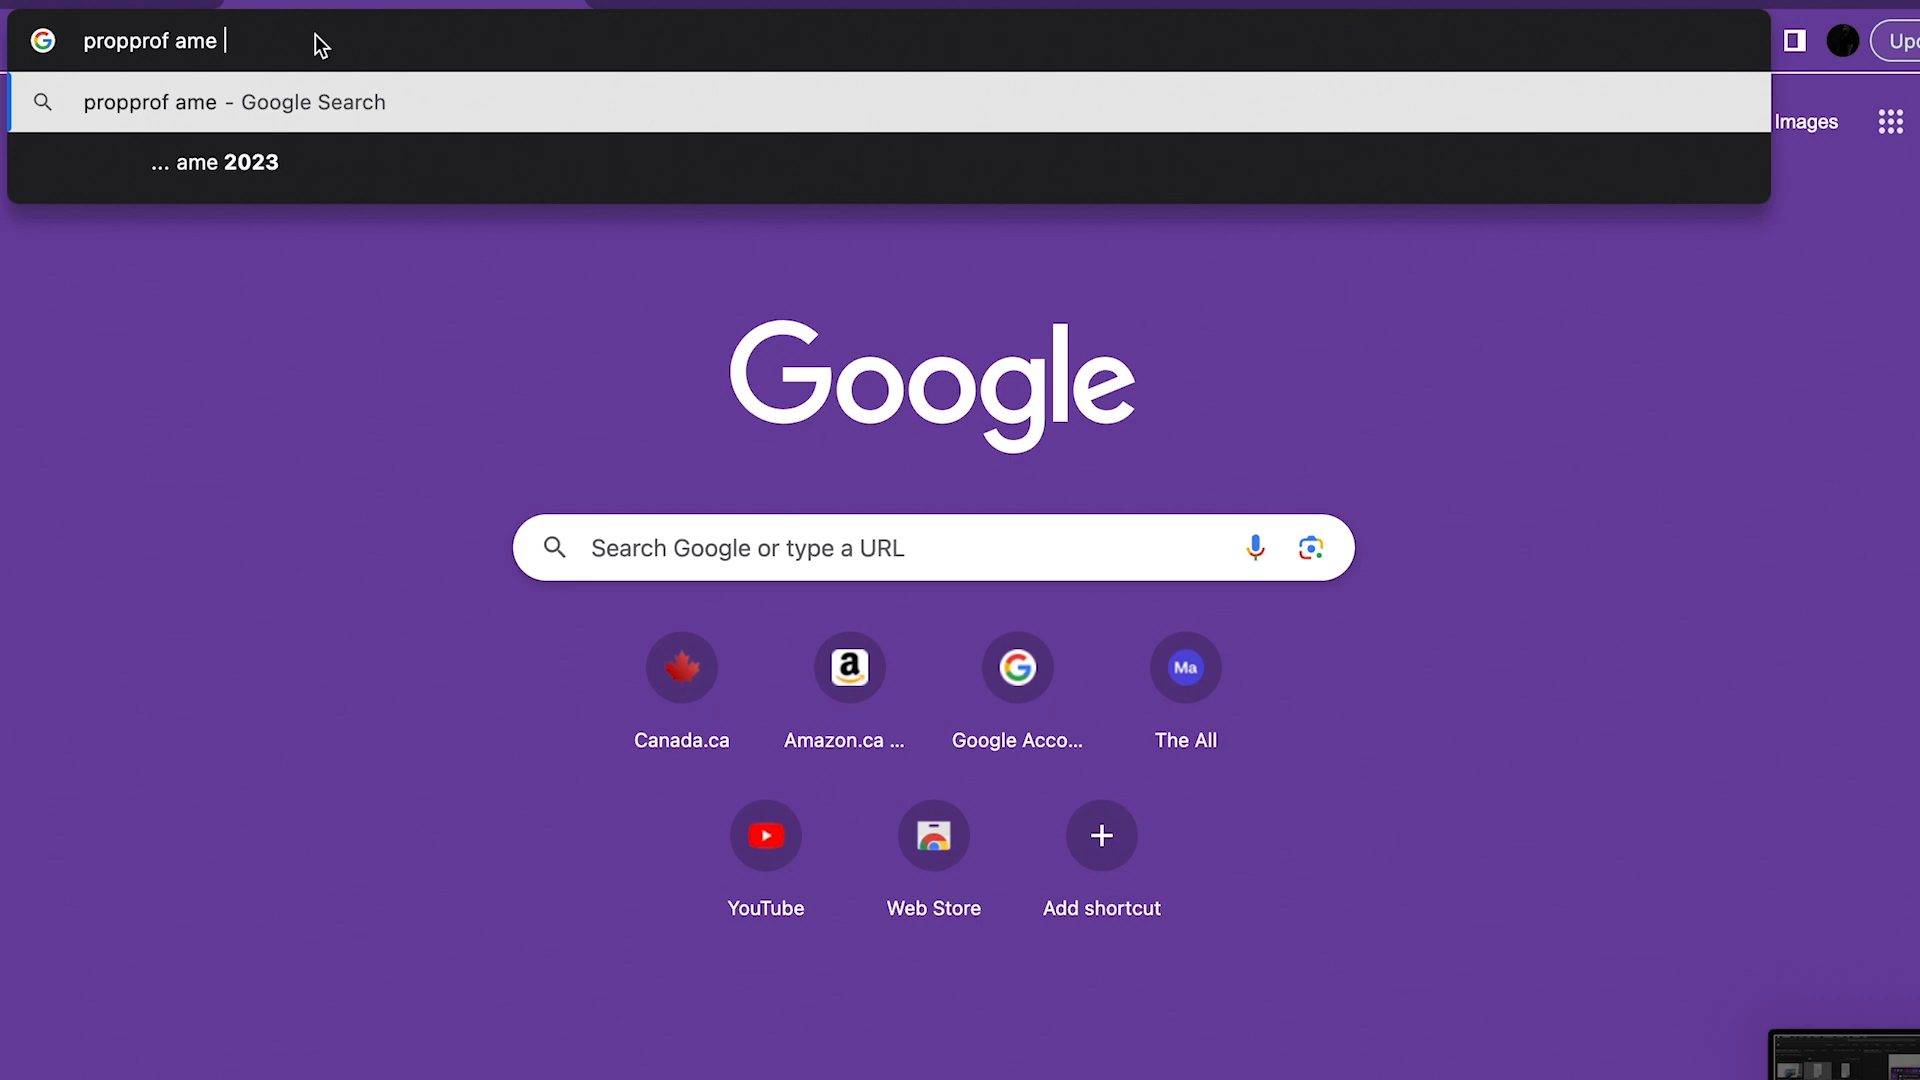 propprof ame
Upd
propprof ame - Google Search
Images
... ame 2023
Google
Search Google or type a URL
a
G
Ma
Canada.ca
Amazon.ca ...
Google Acco...
The All
YouTube
Web Store
Add shortcut